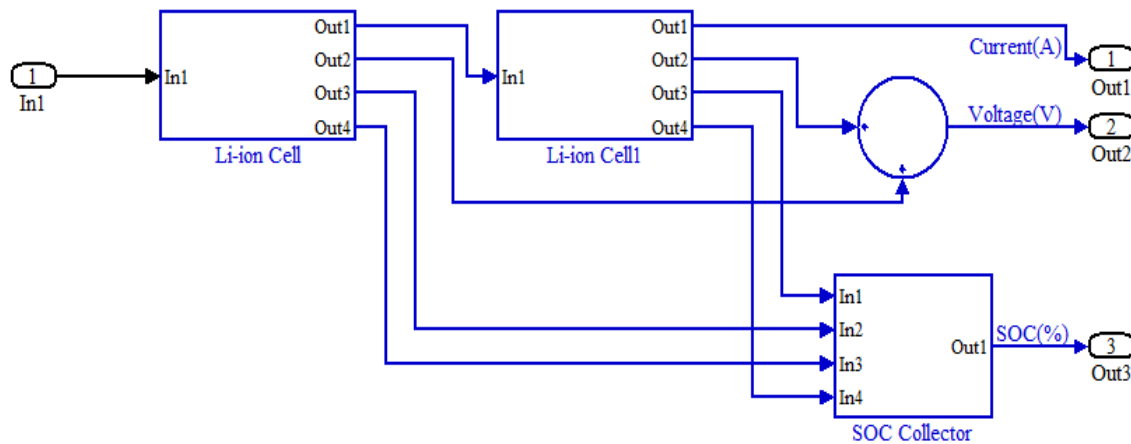 1
In1
In1
Out1
Out2
Out3
Out4
Li-ion Cell
In1
Out1
Out2
Out3
Out4
Li-ion Cell1
Current(A)
1
Out1
Voltage(V)
2
Out2
In1
In2
In3
In4
Out1
SOC Collector
SOC(%)
3
Out3